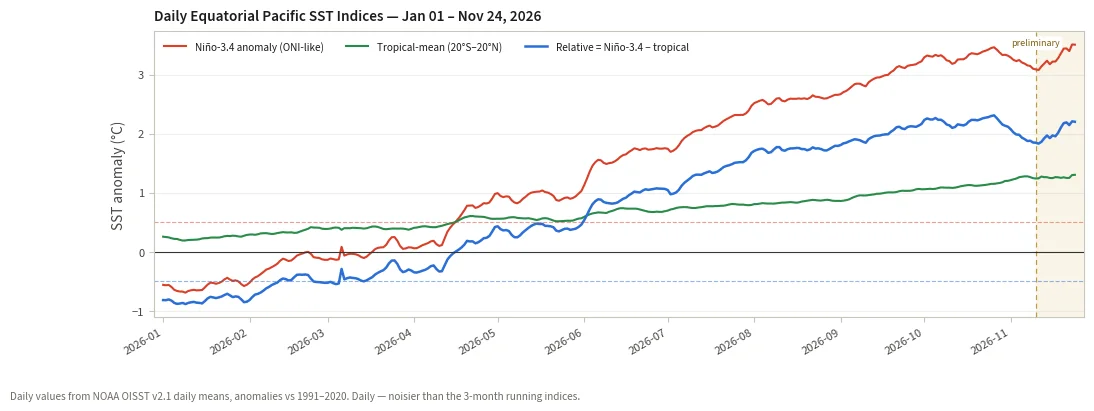 Daily Equatorial Pacific SST Indices — Jan 01 – Nov 24, 2026
Niño-3.4 anomaly (ONI-like)
Tropical-mean (20°S–20°N)
Relative = Niño-3.4 – tropical
preliminary
SST anomaly (°C)
3
2
1
0
−1
2026-01
2026-02
2026-03
2026-04
2026-05
2026-06
2026-07
2026-08
2026-09
2026-10
2026-11
Daily values from NOAA OISST v2.1 daily means, anomalies vs 1991–2020. Daily — noisier than the 3-month running indices.